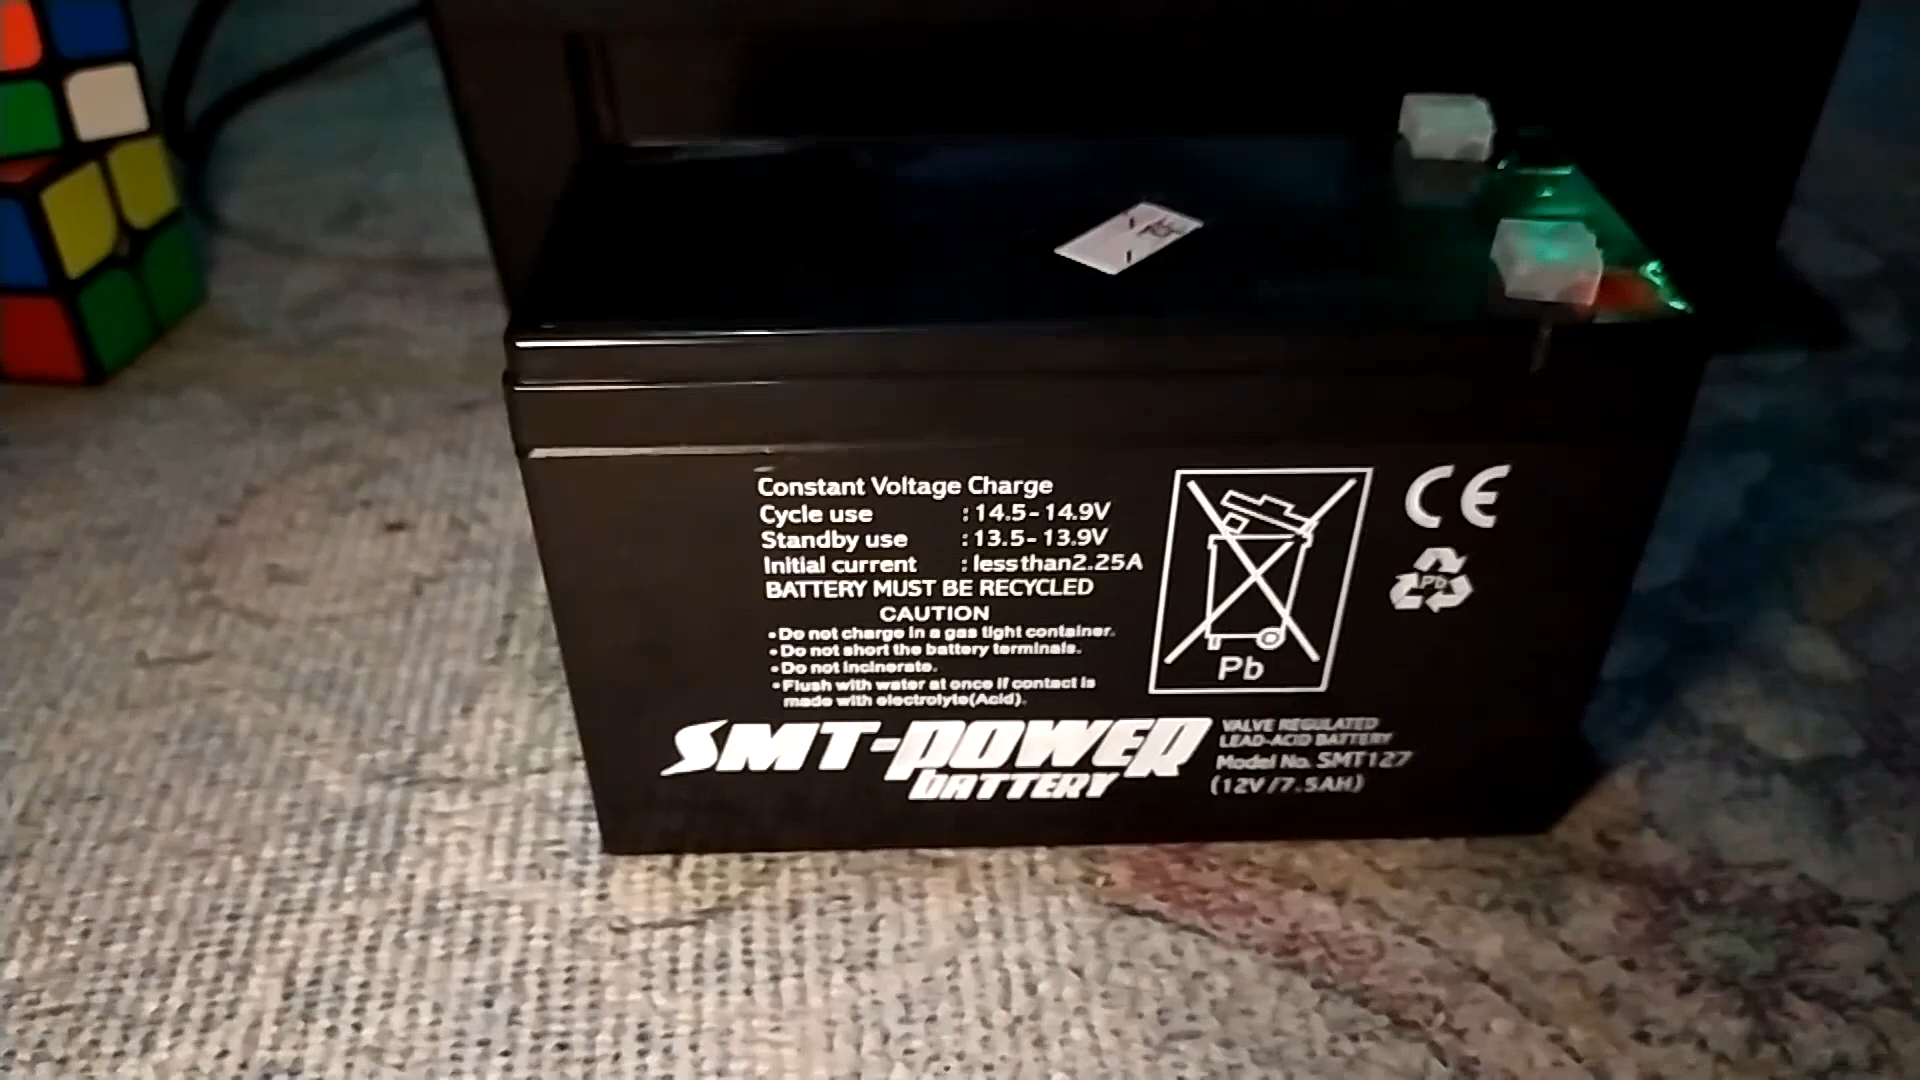 Constant Voltage Charge
Cycle use : 14.5-14.9V
Standby use : 13.5-13.9V
Initial current : less than2.25A
BATTERY MUST BE RECYCLED
CAUTION
•Do not charge in a gas tight container.
•Do not short the battery terminals.
•Do not incinerate.
•Flush with water at once if contact is
made with electrolyte(Acid).
Pb
CE
Pb
SMT-POWER
BATTERY
VALVE REGULATED
LEAD-ACID BATTERY
Model No. SMT127
(12V/7.5AH)